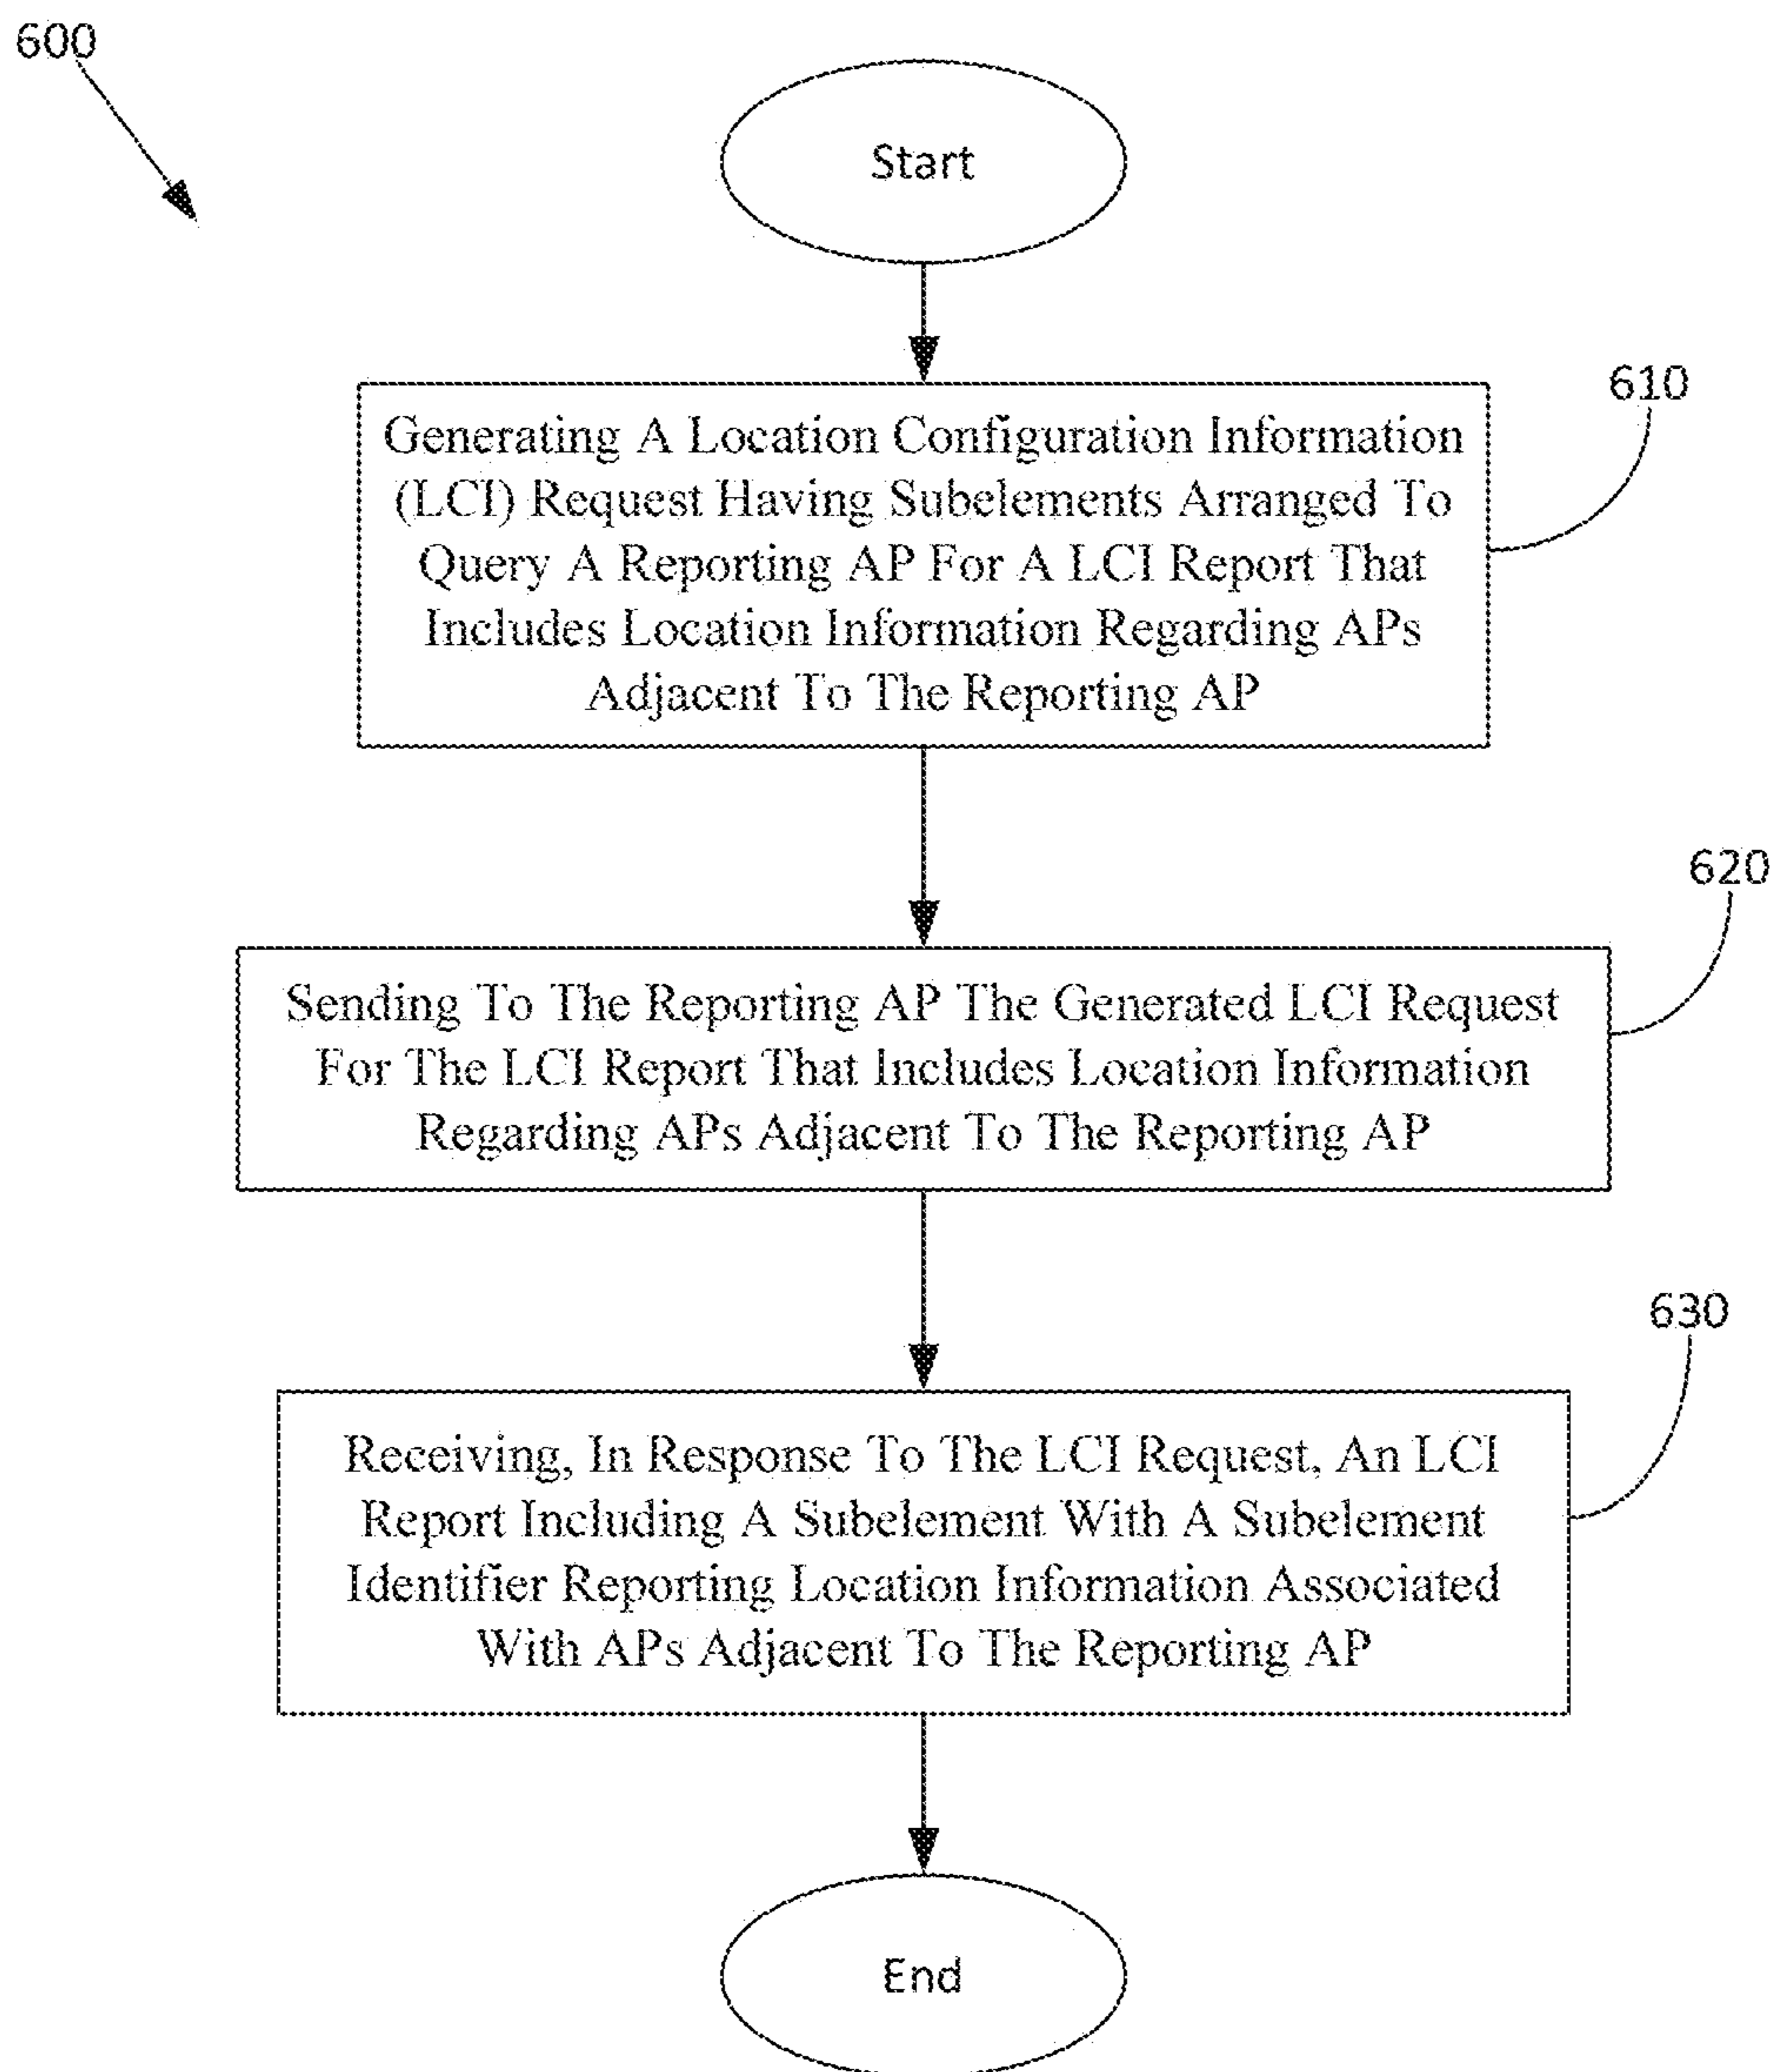 600
Start
610
Generating A Location Configuration Information
(LCI) Request Having Subelements Arranged To
Query A Reporting AP For A LCI Report That
Includes Location Information Regarding APs
Adjacent To The Reporting AP
620
Sending To The Reporting AP The Generated LCI Request
For The LCI Report That Includes Location Information
Regarding APs Adjacent To The Reporting AP
630
Receiving, In Response To The LCI Request, An LCI
Report Including A Subelement With A Subelement
Identifier Reporting Location Information Associated
With APs Adjacent To The Reporting AP
End